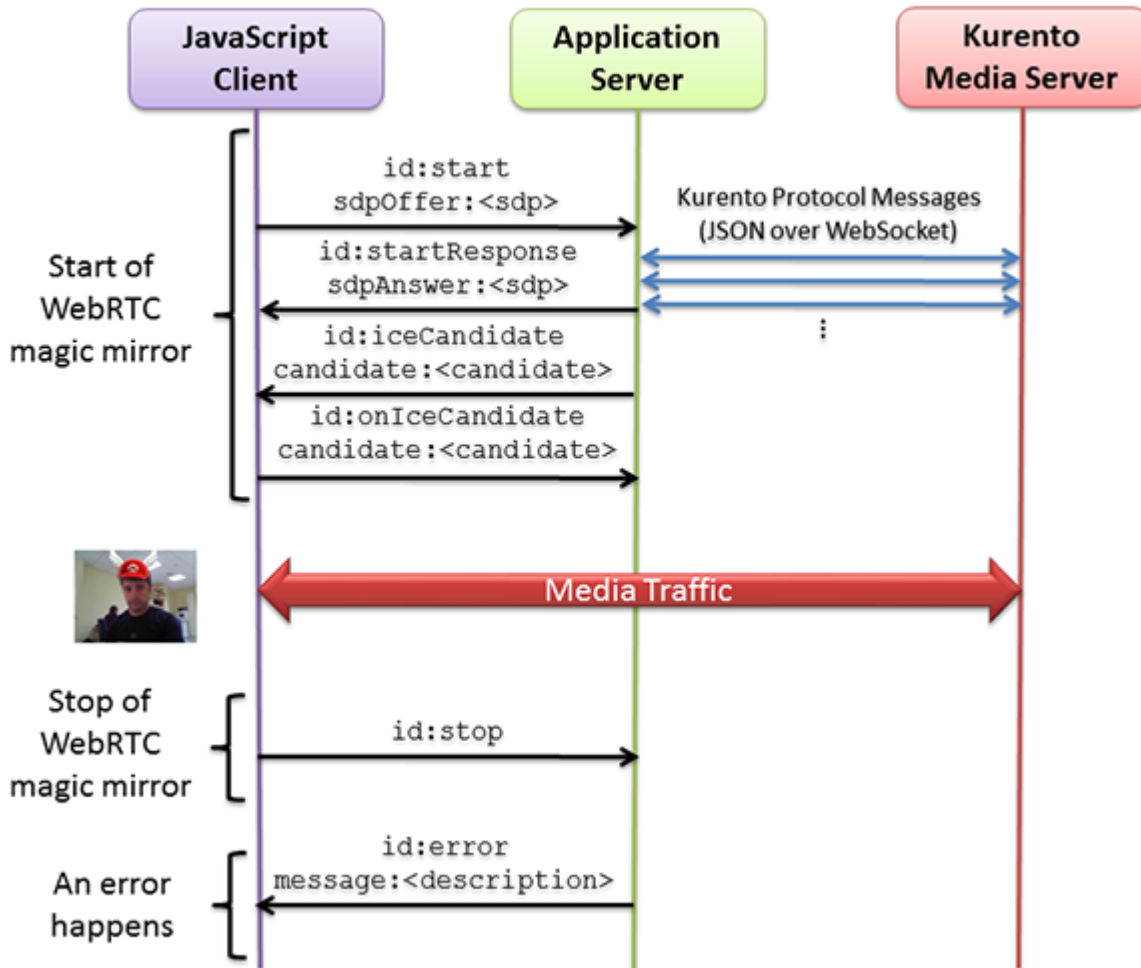 JavaScript
Client
Application
Server
Kurento
Media Server
Start of
WebRTC
magic mirror
id:start
sdpOffer:<sdp>
Kurento Protocol Messages
(JSON over WebSocket)
id:startResponse
sdpAnswer:<sdp>
...
id:iceCandidate
candidate:<candidate>
id:onIceCandidate
candidate:<candidate>
Media Traffic
Stop of
WebRTC
magic mirror
id:stop
An error
happens
id:error
message:<description>